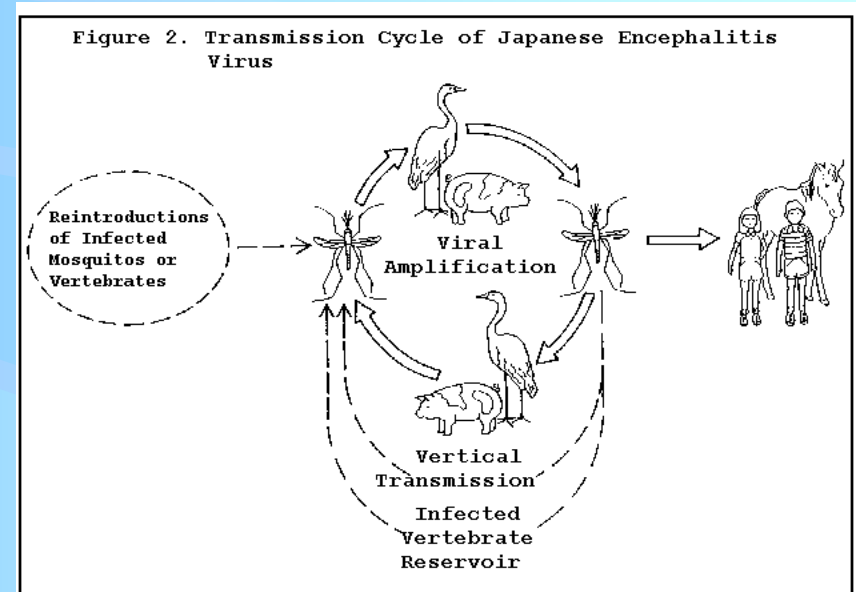 Figure 2. Transmission Cycle of Japanese Encephalitis
Virus
Reintroductions
of Infected
Mosquitos or
Vertebrates
Viral
Amplification
Vertical
Transmission
Infected
Vertebrate
Reservoir